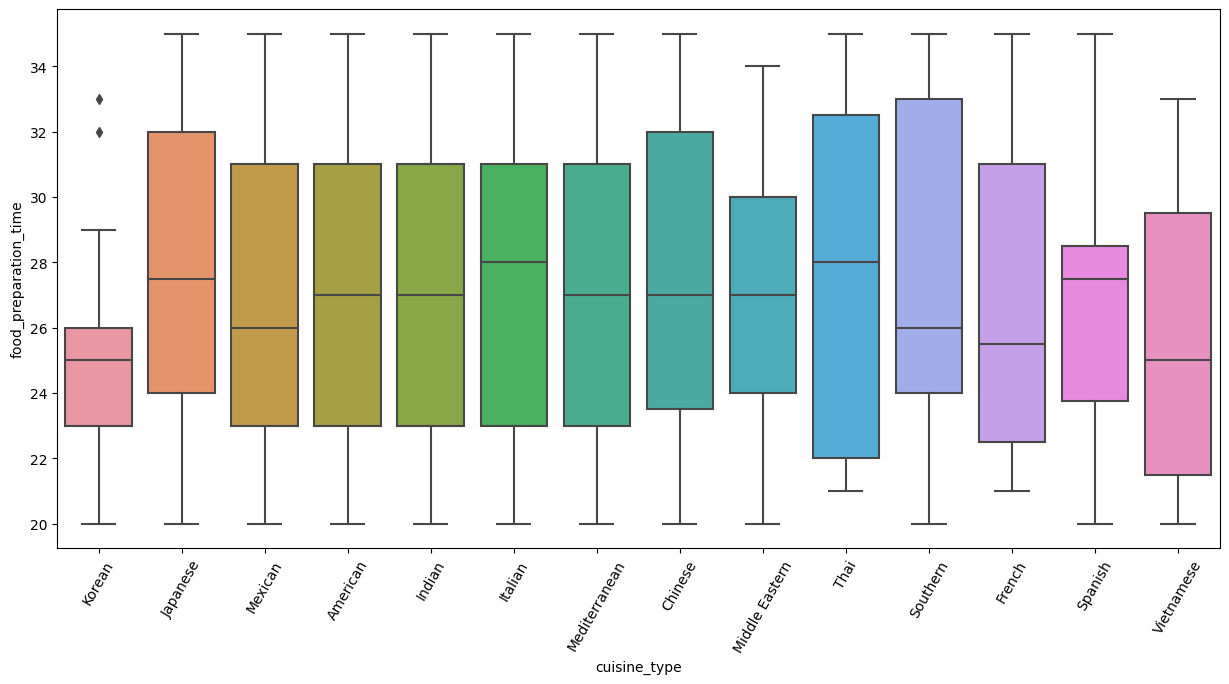 food_preparation_time
34
32
30
28
26
24
22
20
Korean
Japanese
Mexican
American
Indian
Italian
Mediterranean
Chinese
Middle Eastern
Thai
Southern
French
Spanish
Vietnamese
cuisine_type